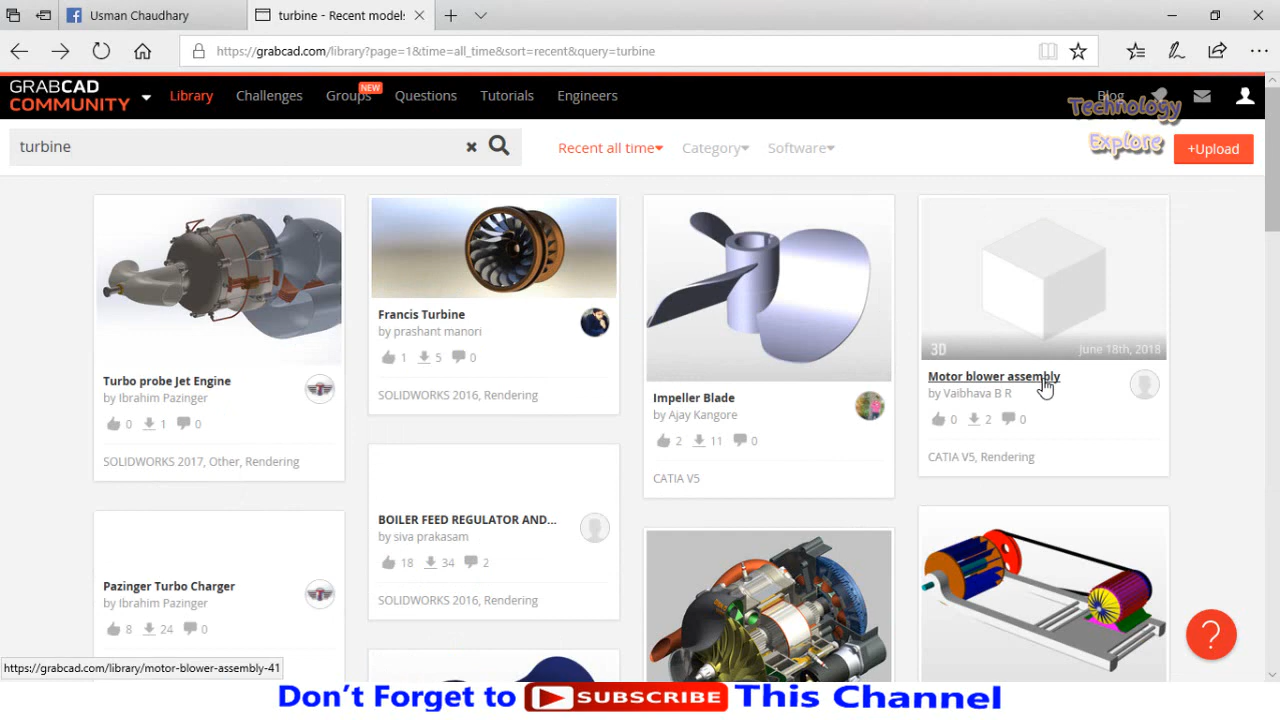 Usman Chaudhary
turbine - Recent models
https://grabcad.com/library?page=1&time=all_time&sort=recent&query=turbine
GRABCAD
COMMUNITY
Library
Challenges
Groups
NEW
Questions
Tutorials
Engineers
Blog
Technology
Explore
turbine
Recent all time
Category
Software
+Upload
Turbo probe Jet Engine
by Ibrahim Pazinger
0 1 0
SOLIDWORKS 2017, Other, Rendering
Pazinger Turbo Charger
by Ibrahim Pazinger
8 24 0
Francis Turbine
by prashant manori
1 5 0
SOLIDWORKS 2016, Rendering
BOILER FEED REGULATOR AND...
by siva prakasam
18 34 2
SOLIDWORKS 2016, Rendering
Impeller Blade
by Ajay Kangore
2 11 0
CATIA V5
3D
June 18th, 2018
Motor blower assembly
by Vaibhava B R
0 2 0
CATIA V5, Rendering
?
https://grabcad.com/library/motor-blower-assembly-41
Don't Forget to SUBSCRIBE This Channel